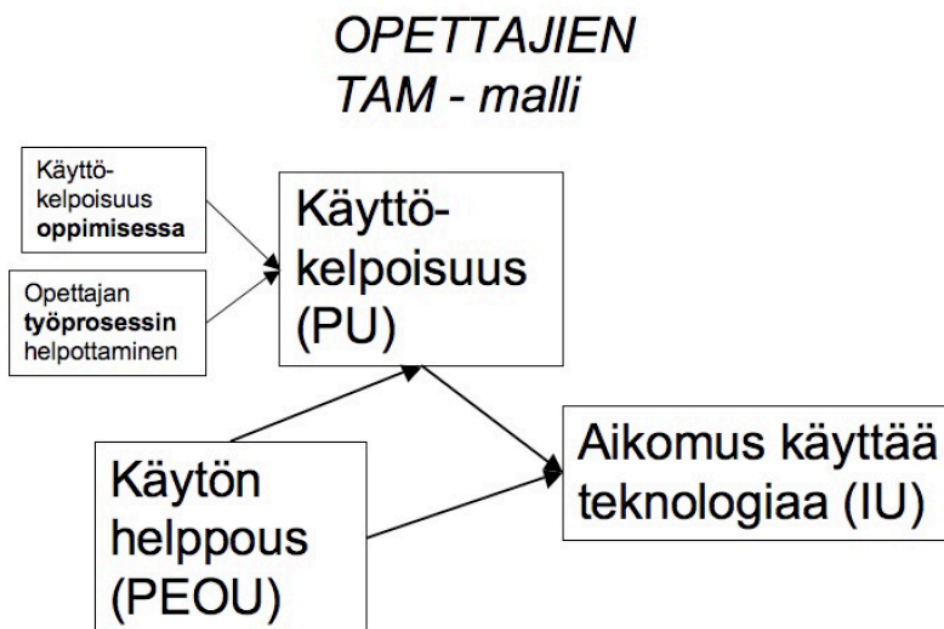 OPETTAJIEN
TAM - malli
Käyttö-
kelpoisuus
oppimisessa
Opettajan
työprosessin
helpottaminen
Käyttö-
kelpoisuus
(PU)
Käytön
helppous
(PEOU)
Aikomus käyttää
teknologiaa (IU)